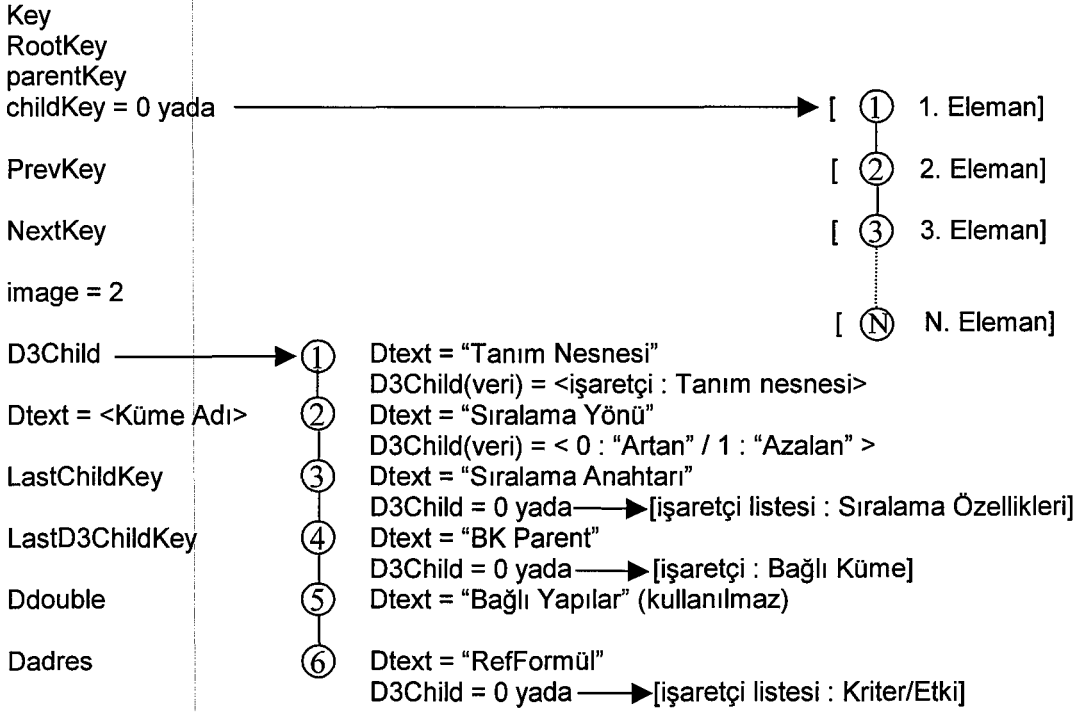 Key
RootKey
parentKey
childKey = 0 yada [ 1 1. Eleman]
PrevKey [ 2 2. Eleman]
NextKey [ 3 3. Eleman]
image = 2
[ N N. Eleman]
D3Child 1 Dtext = “Tanım Nesnesi”
D3Child(veri) = <işaretçi : Tanım nesnesi>
Dtext = <Küme Adı> 2 Dtext = “Sıralama Yönü”
D3Child(veri) = < 0 : “Artan” / 1 : “Azalan” >
LastChildKey 3 Dtext = “Sıralama Anahtarı”
D3Child = 0 yada [işaretçi listesi : Sıralama Özellikleri]
LastD3ChildKey 4 Dtext = “BK Parent”
D3Child = 0 yada [işaretçi : Bağlı Küme]
Ddouble 5 Dtext = “Bağlı Yapılar” (kullanılmaz)
Dadres 6 Dtext = “RefFormül”
D3Child = 0 yada [işaretçi listesi : Kriter/Etki]